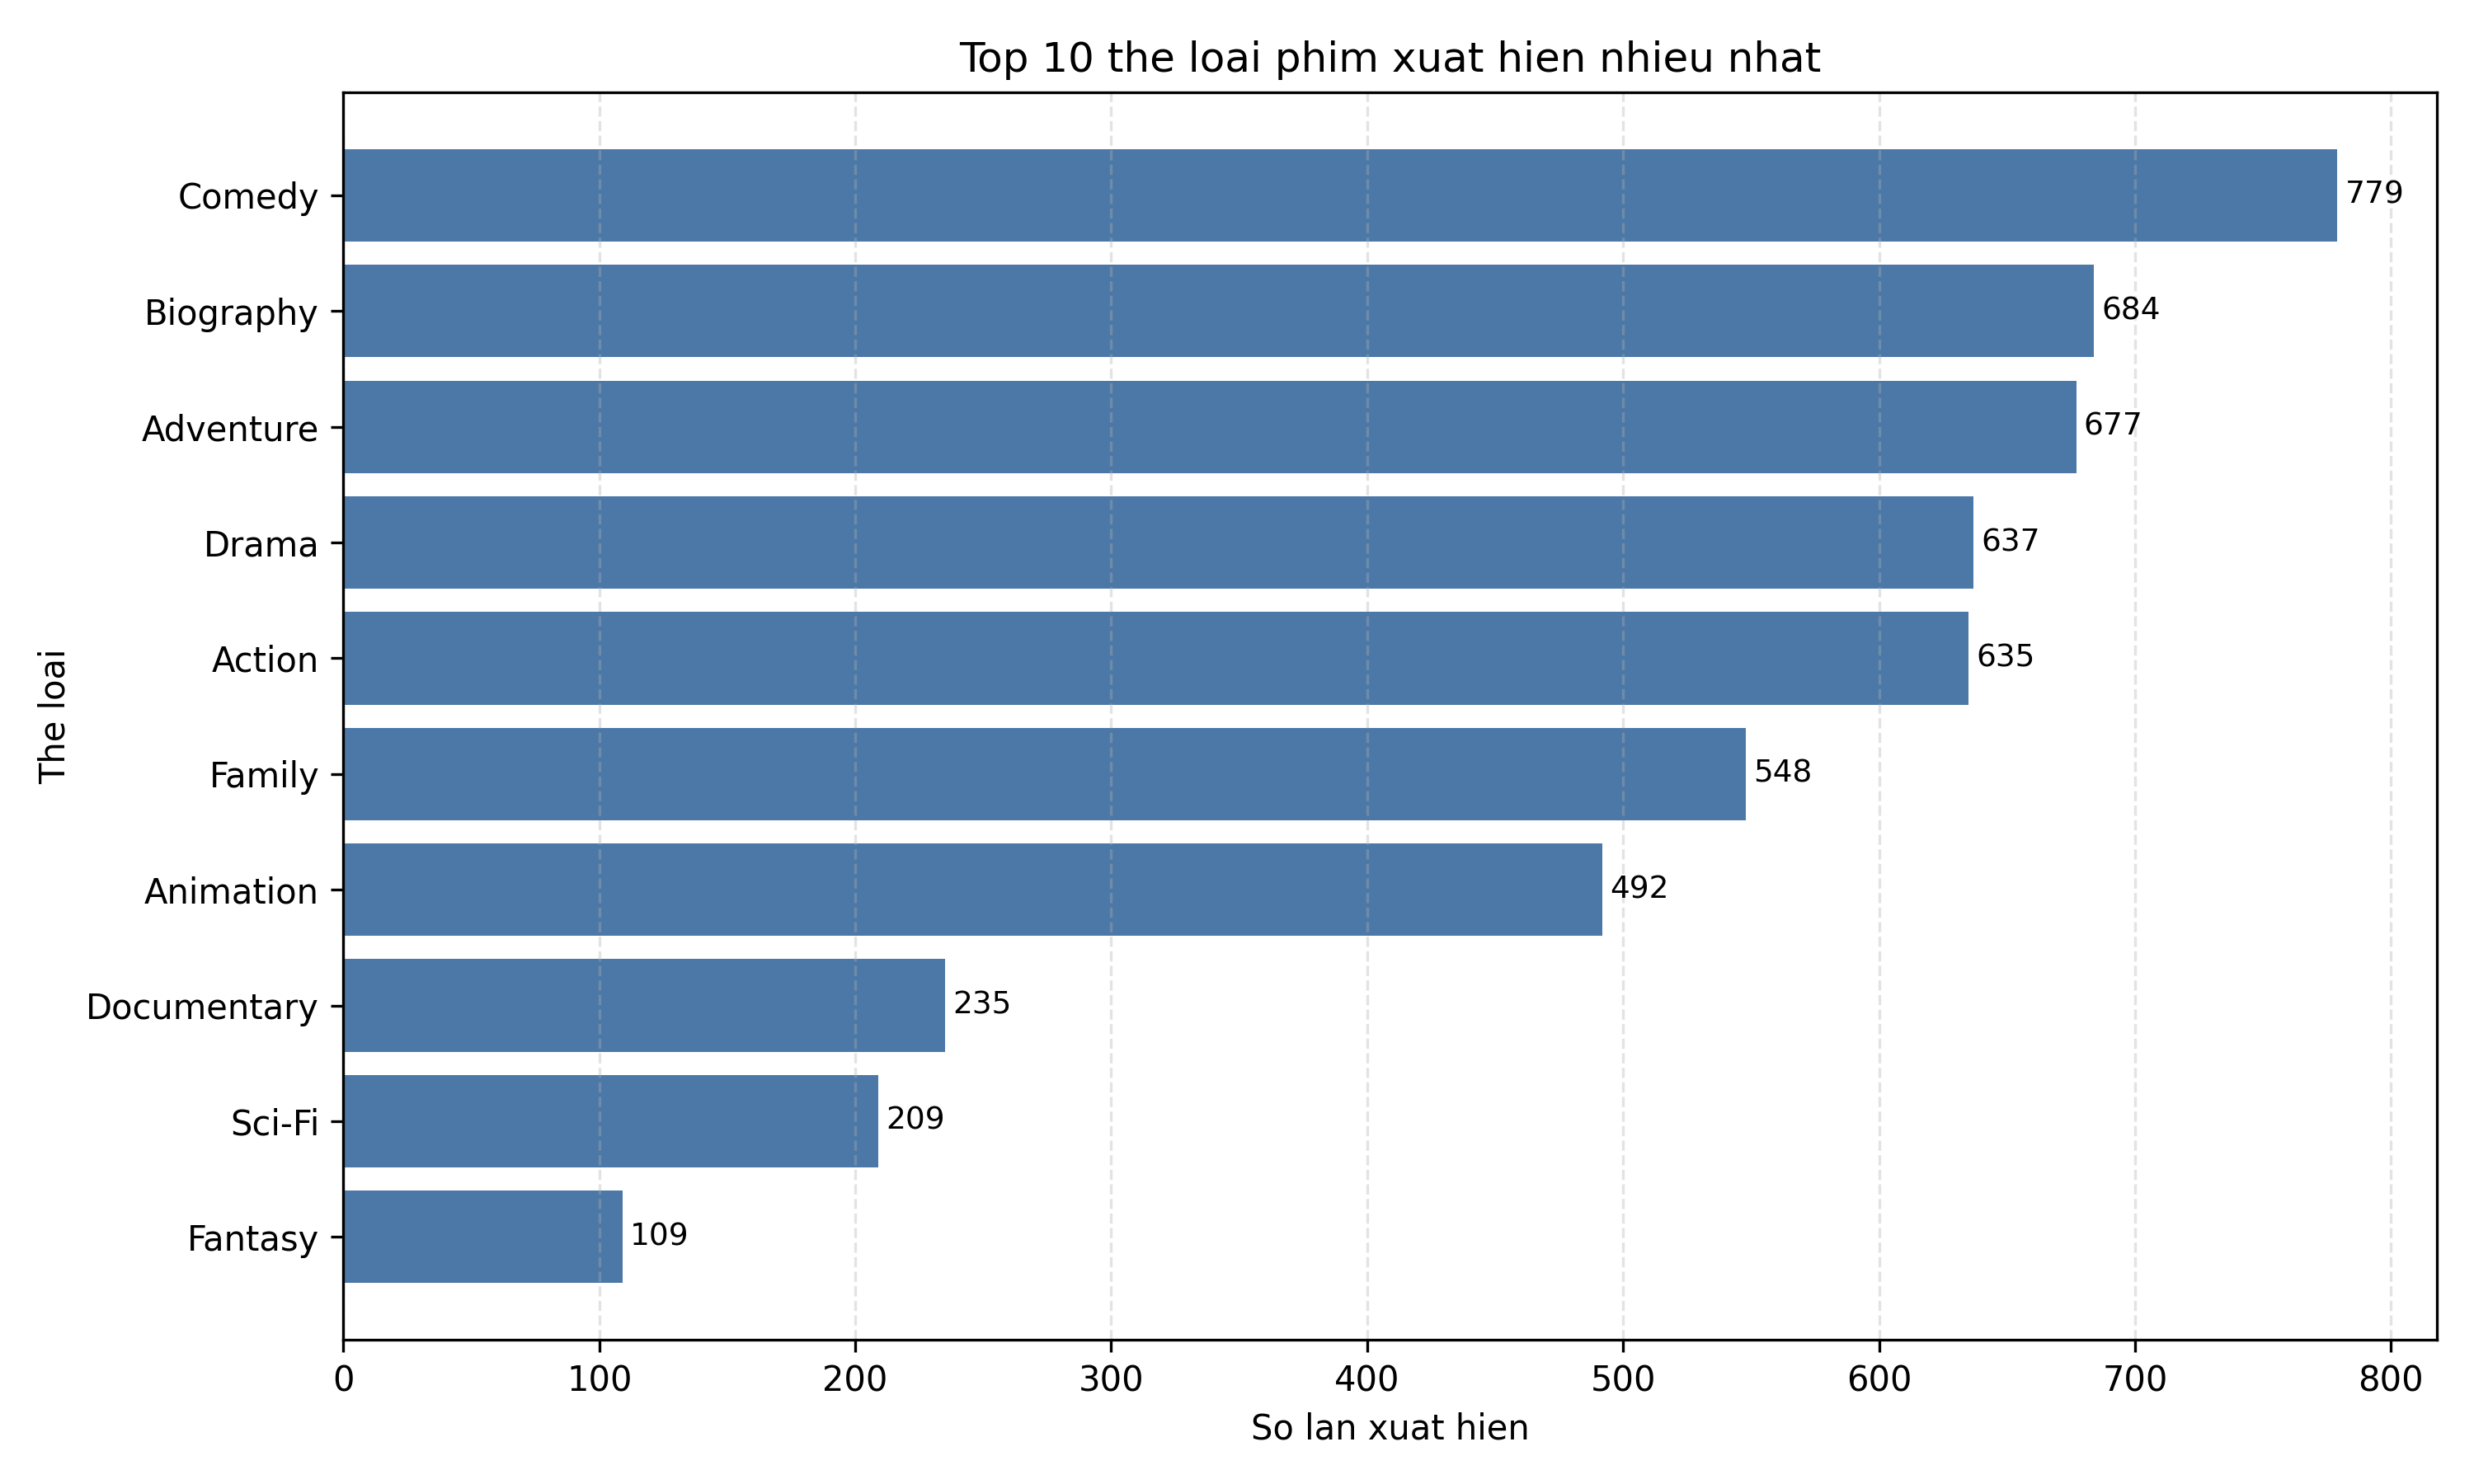 Top 10 the loai phim xuat hien nhieu nhat
The loai
Comedy 779
Biography 684
Adventure 677
Drama 637
Action 635
Family 548
Animation 492
Documentary 235
Sci-Fi 209
Fantasy 109
0 100 200 300 400 500 600 700 800
So lan xuat hien